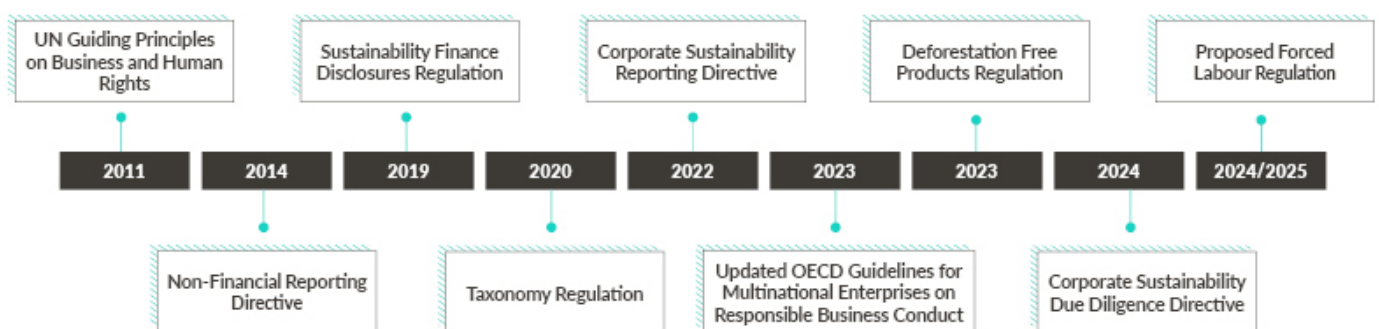 UN Guiding Principles
on Business and Human
Rights
Sustainability Finance
Disclosures Regulation
Corporate Sustainability
Reporting Directive
Deforestation Free
Products Regulation
Proposed Forced
Labour Regulation
2011
2014
2019
2020
2022
2023
2023
2024
2024/2025
Non-Financial Reporting
Directive
Taxonomy Regulation
Updated OECD Guidelines for
Multinational Enterprises on
Responsible Business Conduct
Corporate Sustainability
Due Diligence Directive